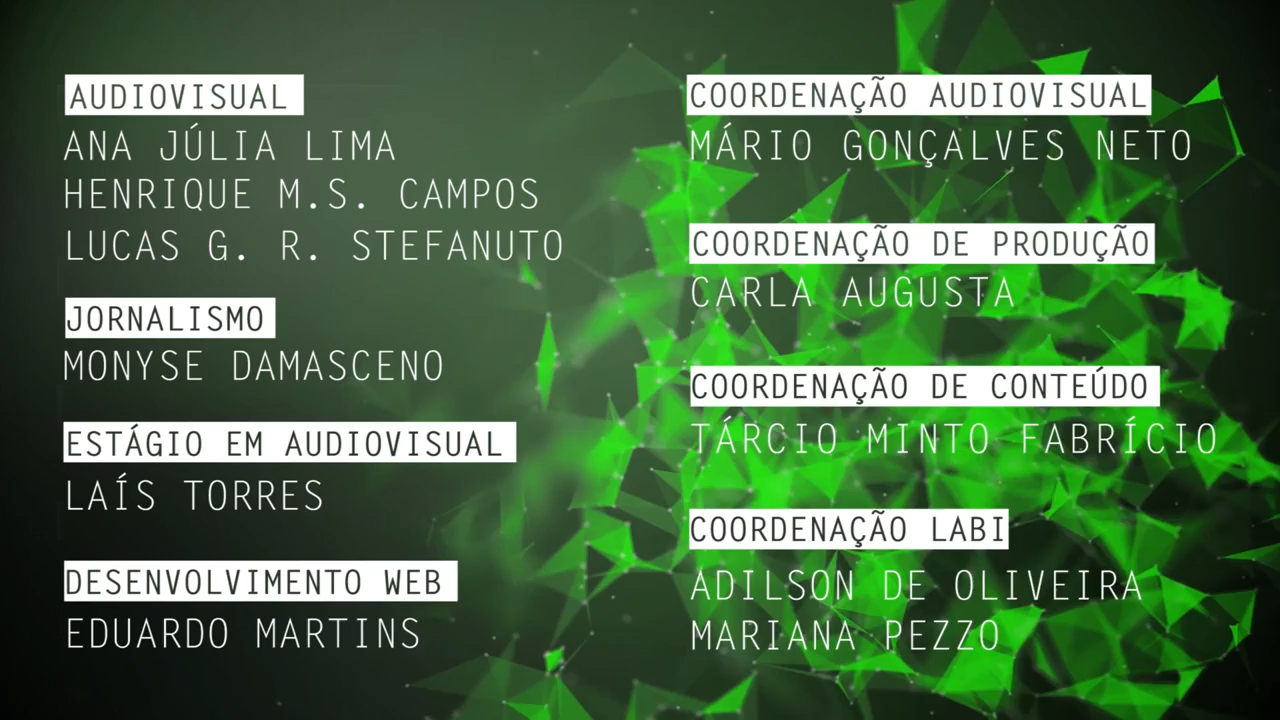 AUDIOVISUAL
ANA JÚLIA LIMA
HENRIQUE M.S. CAMPOS
LUCAS G. R. STEFANUTO
JORNALISMO
MONYSE DAMASCENO
ESTÁGIO EM AUDIOVISUAL
LAÍS TORRES
DESENVOLVIMENTO WEB
EDUARDO MARTINS
COORDENAÇÃO AUDIOVISUAL
MÁRIO GONÇALVES NETO
COORDENAÇÃO DE PRODUÇÃO
CARLA AUGUSTA
COORDENAÇÃO DE CONTEÚDO
TÁRCIO MINTO FABRÍCIO
COORDENAÇÃO LABI
ADILSON DE OLIVEIRA
MARIANA PEZZO